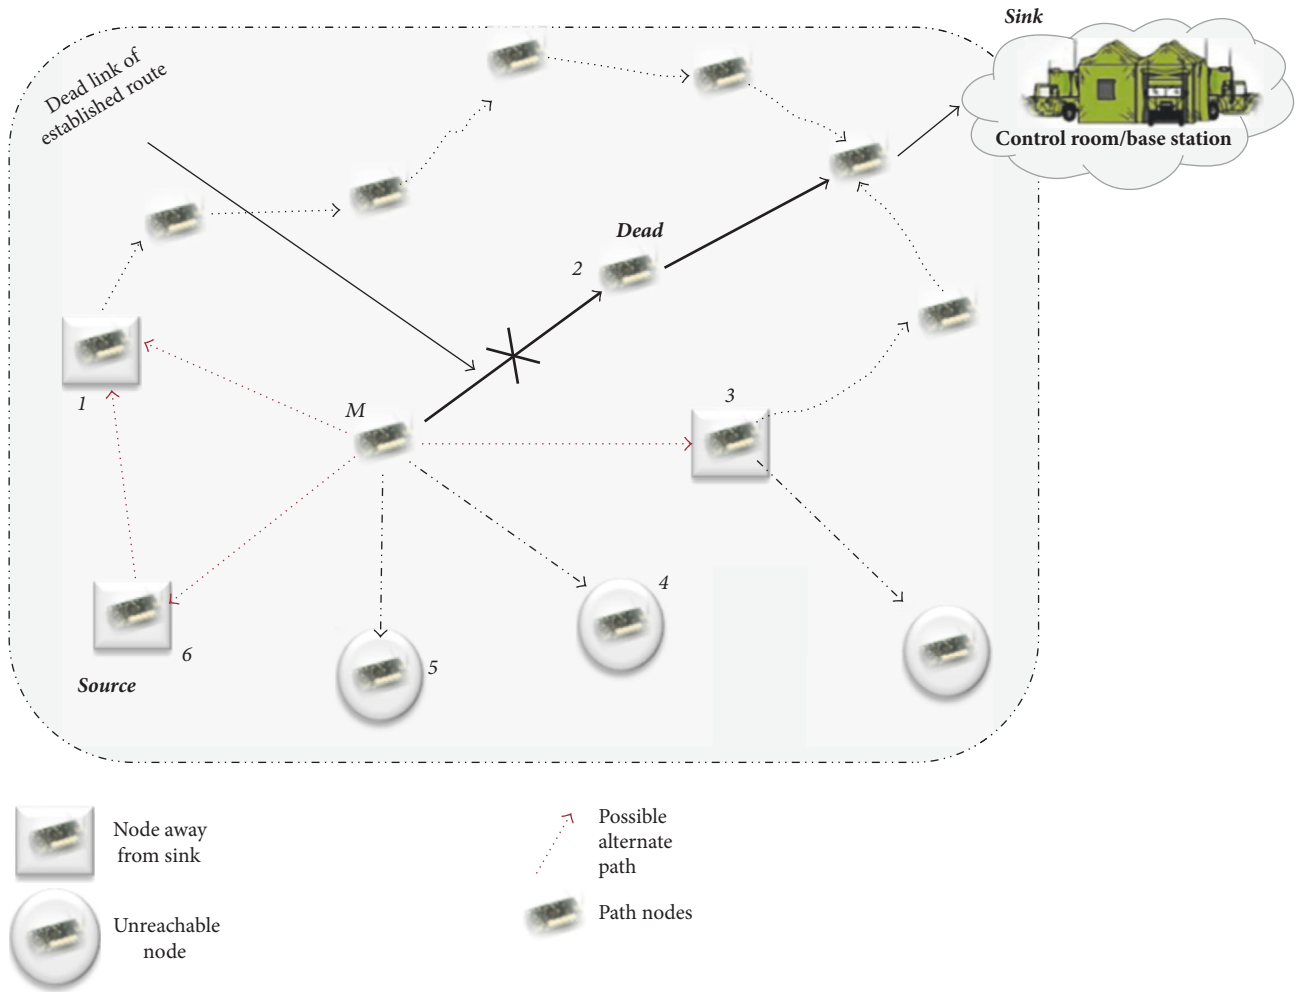 Sink
Control room/base station
Dead link of
established route
Dead
2
3
M
1
4
5
6
Source
Node away
from sink
Possible
alternate
path
Unreachable
node
Path nodes